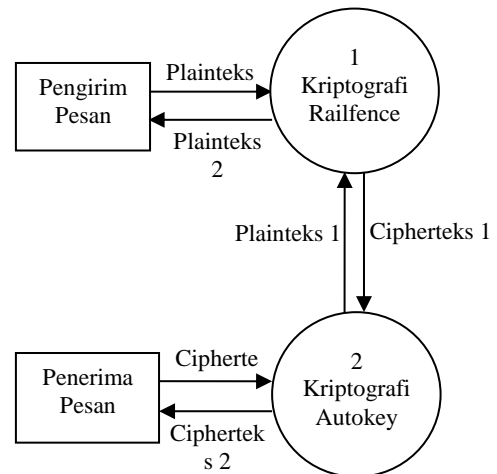 Pengirim
Pesan
Plainteks
Plainteks
2
1
Kriptografi
Railfence
Plainteks 1
Cipherteks 1
Penerima
Pesan
Cipherte
Ciphertek
s 2
2
Kriptografi
Autokey